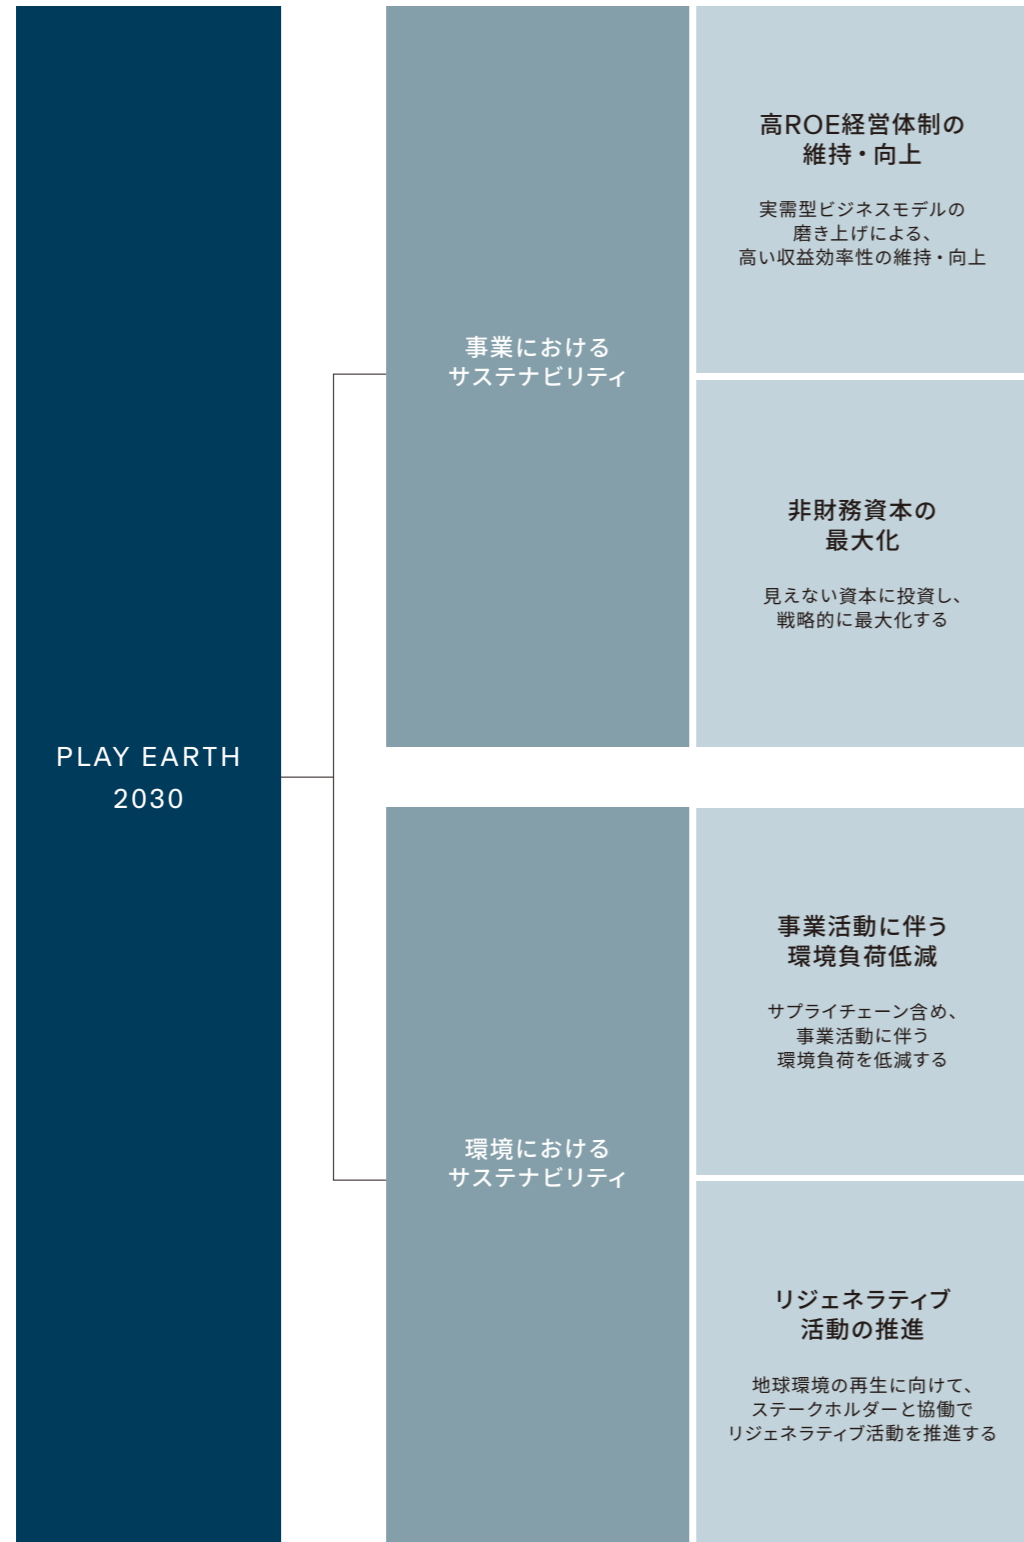 PLAY EARTH
2030
事業における
サステナビリティ
高ROE経営体制の
維持・向上
実需型ビジネスモデルの
磨き上げによる、
高い収益効率性の維持・向上
非財務資本の
最大化
見えない資本に投資し、
戦略的に最大化する
環境における
サステナビリティ
事業活動に伴う
環境負荷低減
サプライチェーン含め、
事業活動に伴う
環境負荷を低減する
リジェネラティブ
活動の推進
地球環境の再生に向けて、
ステークホルダーと協働で
リジェネラティブ活動を推進する